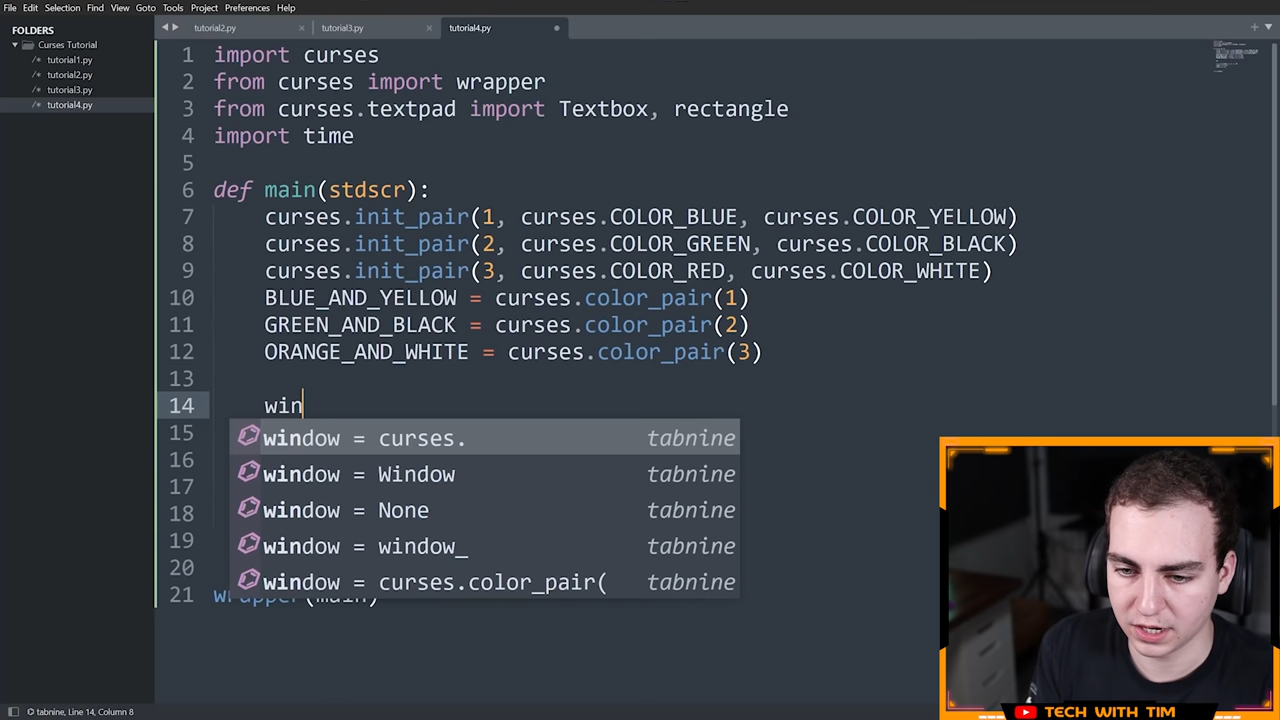 File Edit Selection Find View Goto Tools Project Preferences Help
FOLDERS
Curses Tutorial
/* tutorial1.py
/* tutorial2.py
/* tutorial3.py
/* tutorial4.py
tutorial2.py × tutorial3.py × tutorial4.py
1 import curses
2 from curses import wrapper
3 from curses.textpad import Textbox, rectangle
4 import time
5
6 def main(stdscr):
7 curses.init_pair(1, curses.COLOR_BLUE, curses.COLOR_YELLOW)
8 curses.init_pair(2, curses.COLOR_GREEN, curses.COLOR_BLACK)
9 curses.init_pair(3, curses.COLOR_RED, curses.COLOR_WHITE)
10 BLUE_AND_YELLOW = curses.color_pair(1)
11 GREEN_AND_BLACK = curses.color_pair(2)
12 ORANGE_AND_WHITE = curses.color_pair(3)
13
14 win
15 window = curses. tabnine
16 window = Window tabnine
17 window = None tabnine
18
19 window = window_ tabnine
20 window = curses.color_pair( tabnine
21 wrapper(main)
tabnine, Line 14, Column 8
TECH WITH TIM